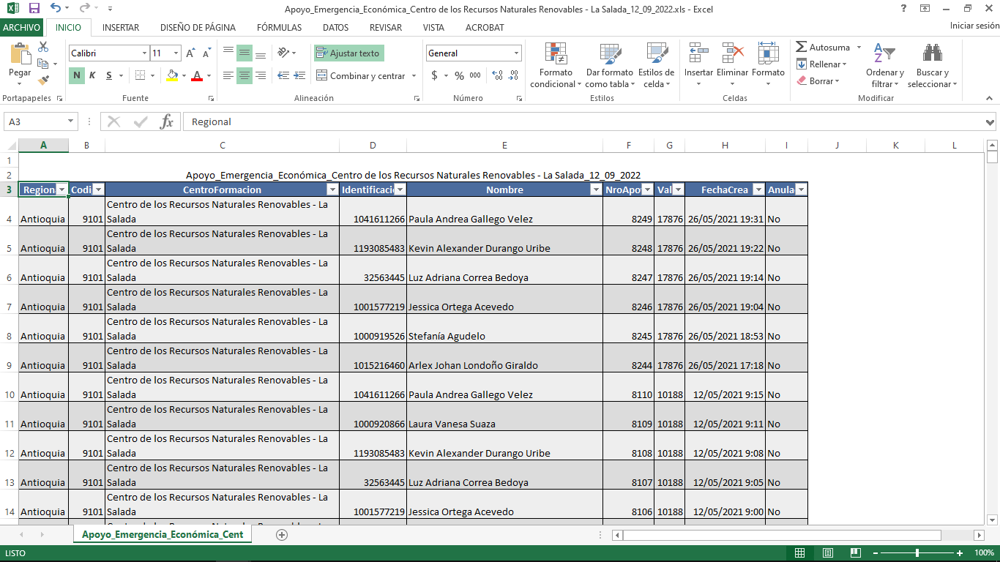 Apoyo_Emergencia_Económica_Centro de los Recursos Naturales Renovables - La Salada_12_09_2022.xls - Excel
?
ARCHIVO INICIO INSERTAR DISEÑO DE PÁGINA FÓRMULAS DATOS REVISAR VISTA ACROBAT Iniciar sesión
Calibri 11 Ajustar texto General Autosuma
Rellenar
Borrar
Pegar
N K S Combinar y centrar $ % 000
Formato condicional
Dar formato como tabla
Estilos de celda
Insertar Eliminar Formato
Ordenar y filtrar
Buscar y seleccionar
Portapapeles Fuente Alineación Número Estilos Celdas Modificar
A3 fx Regional
A B C D E F G H I J K L
1
2 Apoyo_Emergencia_Económica_Centro de los Recursos Naturales Renovables - La Salada_12_09_2022
3 Region Codi CentroFormacion Identificaci Nombre NroApo Val FechaCrea Anula
Centro de los Recursos Naturales Renovables - La
4 Antioquia 9101 Salada 1041611266 Paula Andrea Gallego Velez 8249 17876 26/05/2021 19:31 No
Centro de los Recursos Naturales Renovables - La
5 Antioquia 9101 Salada 1193085483 Kevin Alexander Durango Uribe 8248 17876 26/05/2021 19:22 No
Centro de los Recursos Naturales Renovables - La
6 Antioquia 9101 Salada 32563445 Luz Adriana Correa Bedoya 8247 17876 26/05/2021 19:14 No
Centro de los Recursos Naturales Renovables - La
7 Antioquia 9101 Salada 1001577219 Jessica Ortega Acevedo 8246 17876 26/05/2021 19:04 No
Centro de los Recursos Naturales Renovables - La
8 Antioquia 9101 Salada 1000919526 Stefanía Agudelo 8245 17876 26/05/2021 18:53 No
Centro de los Recursos Naturales Renovables - La
9 Antioquia 9101 Salada 1015216460 Arlex Johan Londoño Giraldo 8244 17876 26/05/2021 17:18 No
Centro de los Recursos Naturales Renovables - La
10 Antioquia 9101 Salada 1041611266 Paula Andrea Gallego Velez 8110 10188 12/05/2021 9:15 No
Centro de los Recursos Naturales Renovables - La
11 Antioquia 9101 Salada 1000920866 Laura Vanesa Suaza 8109 10188 12/05/2021 9:11 No
Centro de los Recursos Naturales Renovables - La
12 Antioquia 9101 Salada 1193085483 Kevin Alexander Durango Uribe 8108 10188 12/05/2021 9:08 No
Centro de los Recursos Naturales Renovables - La
13 Antioquia 9101 Salada 32563445 Luz Adriana Correa Bedoya 8107 10188 12/05/2021 9:05 No
Centro de los Recursos Naturales Renovables - La
14 Antioquia 9101 Salada 1001577219 Jessica Ortega Acevedo 8106 10188 12/05/2021 9:00 No
Apoyo_Emergencia_Económica_Cent
LISTO 100%